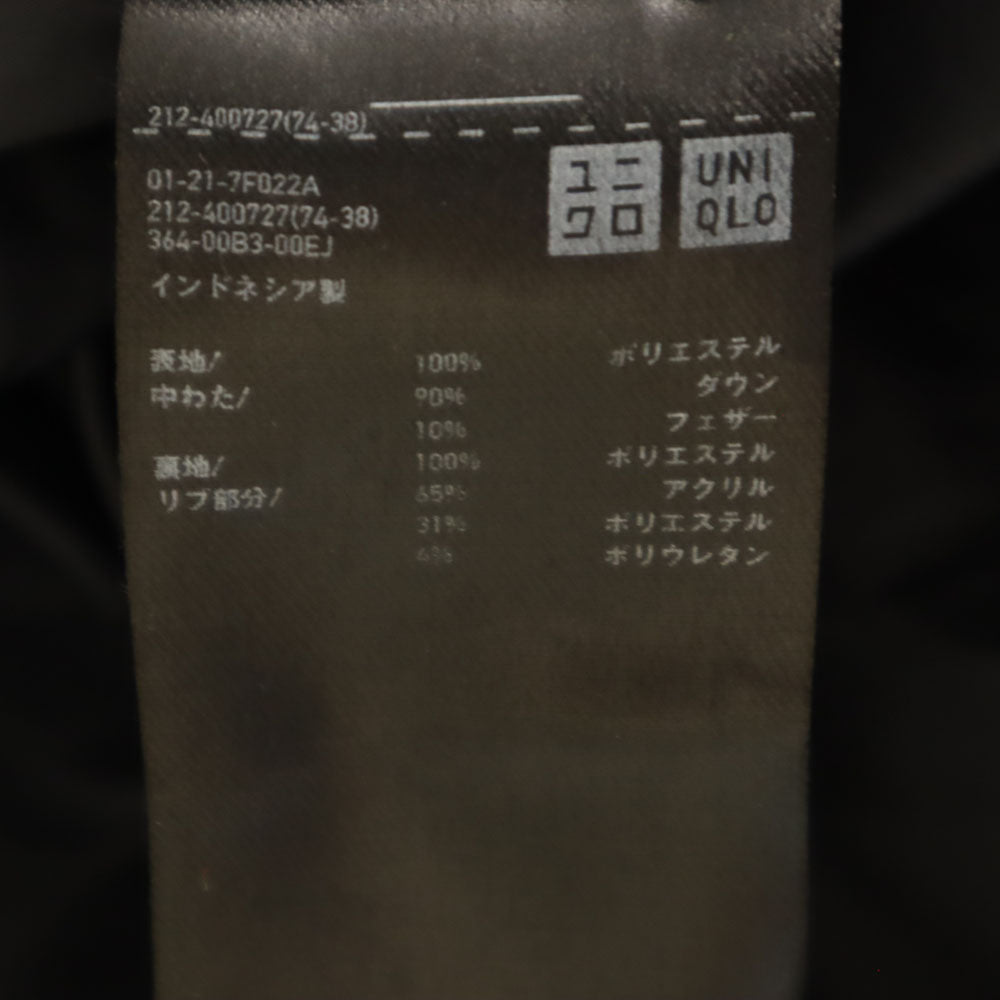 212-400727(74-38)
ユニ
クロ
UNI
QLO
01-21-7F022A
212-400727(74-38)
364-00B3-00EJ
インドネシア製
表地/ 100% ポリエステル
中わた/ 90% ダウン
10% フェザー
裏地/ 100% ポリエステル
リブ部分/ 65% アクリル
31% ポリエステル
4% ポリウレタン